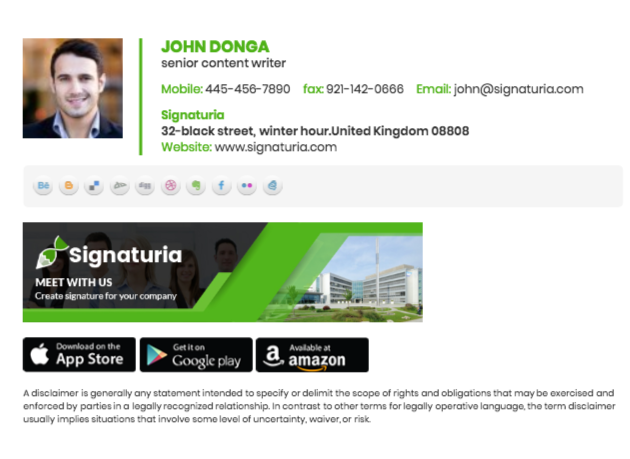 JOHN DONGA
senior content writer
Mobile: 445-456-7890 fax: 921-142-0666 Email: john@signaturia.com
Signaturia
32-black street, winter hour.United Kingdom 08808
Website: www.signaturia.com
Bē
Signaturia
MEET WITH US
Create signature for your company
Download on the
App Store
Get it on
Google play
Available at
amazon
A disclaimer is generally any statement intended to specify or delimit the scope of rights and obligations that may be exercised and
enforced by parties in a legally recognized relationship. In contrast to other terms for legally operative language, the term disclaimer
usually implies situations that involve some level of uncertainty, waiver, or risk.